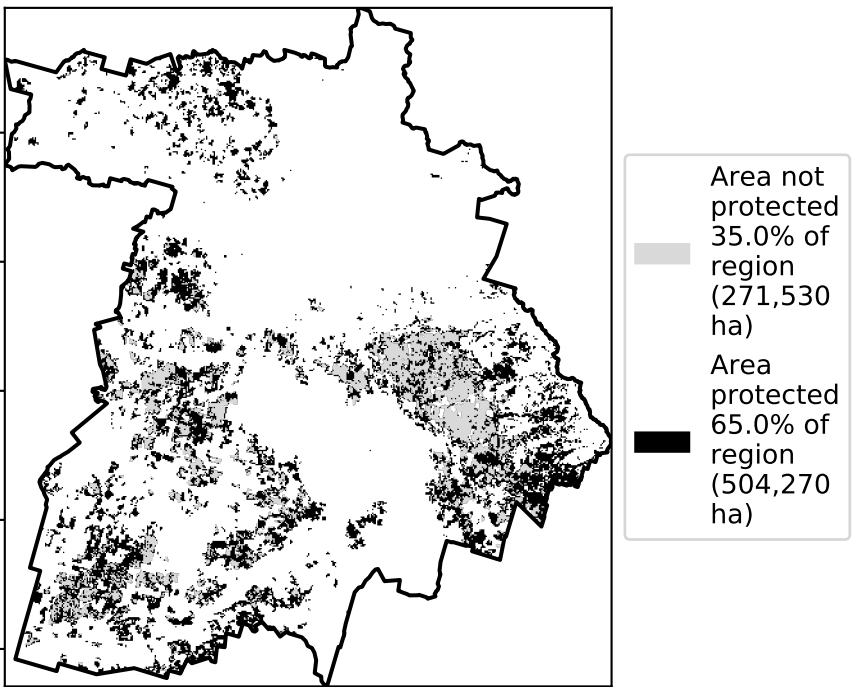 Area not
protected
35.0% of
region
(271,530
ha)
Area
protected
65.0% of
region
(504,270
ha)